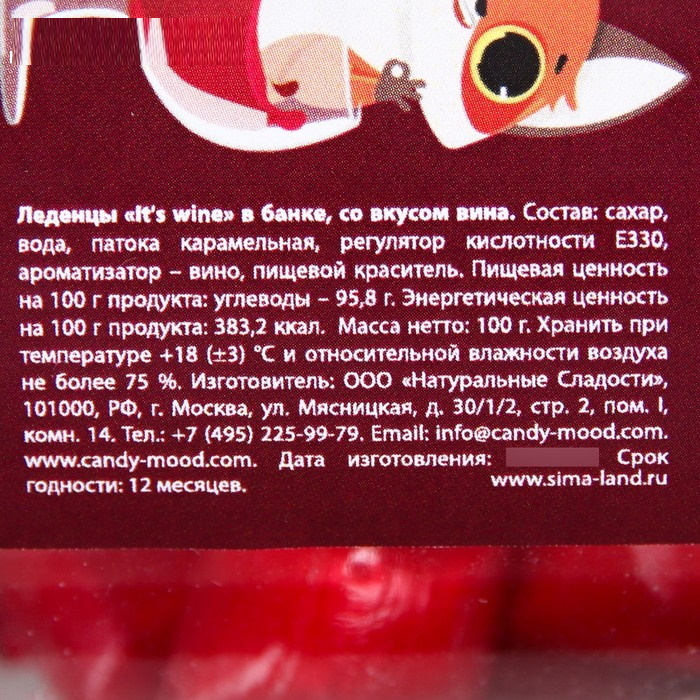 Леденцы «It's wine» в банке, со вкусом вина. Состав: сахар,
вода, патока карамельная, регулятор кислотности Е330,
ароматизатор – вино, пищевой краситель. Пищевая ценность
на 100 г продукта: углеводы – 95,8 г. Энергетическая ценность
на 100 г продукта: 383,2 ккал. Масса нетто: 100 г. Хранить при
температуре +18 (±3) °С и относительной влажности воздуха
не более 75 %. Изготовитель: ООО «Натуральные Сладости»,
101000, РФ, г. Москва, ул. Мясницкая, д. 30/1/2, стр. 2, пом. I,
комн. 14. Тел.: +7 (495) 225-99-79. Email: info@candy-mood.com.
www.candy-mood.com. Дата изготовления: Срок
годности: 12 месяцев. www.sima-land.ru